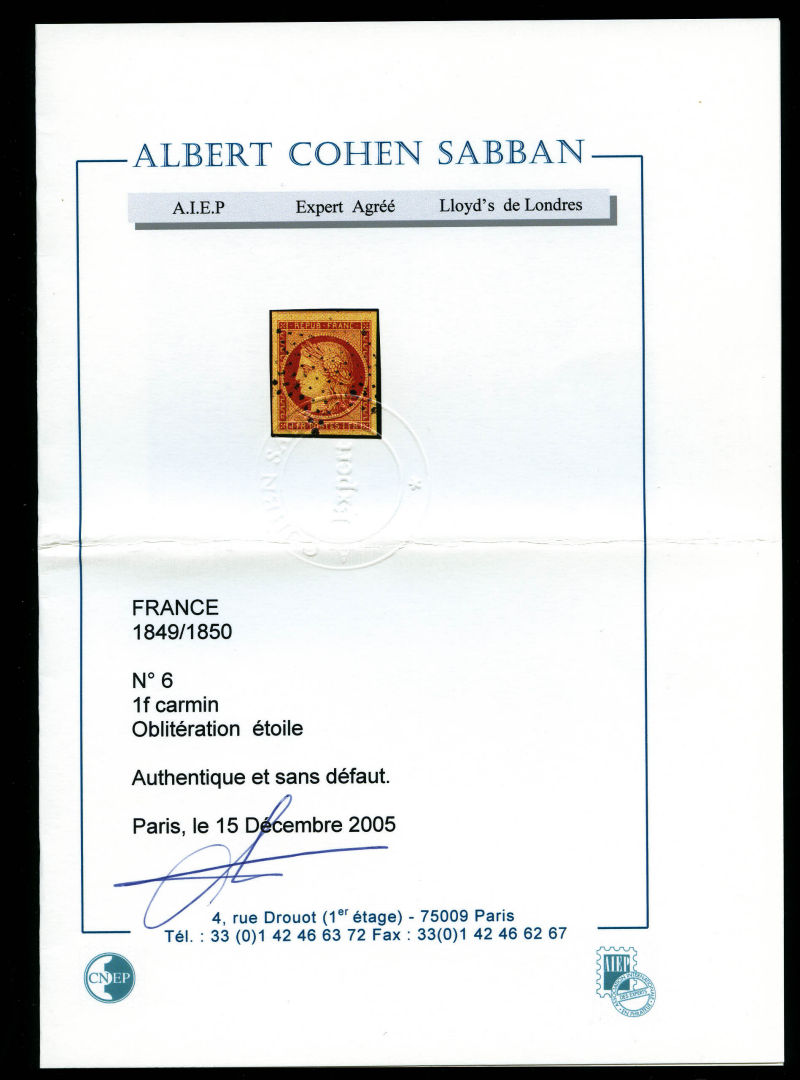 ALBERT COHEN SABBAN
A.I.E.P Expert Agréé Lloyd's de Londres
REPUB·FRANC
Expert
FRANCE
1849/1850
N° 6
1f carmin
Oblitération étoile
Authentique et sans défaut.
Paris, le 15 Décembre 2005
4, rue Drouot (1er étage) - 75009 Paris
Tél. : 33 (0)1 42 46 63 72 Fax : 33(0)1 42 46 62 67
CNEP
AIEP